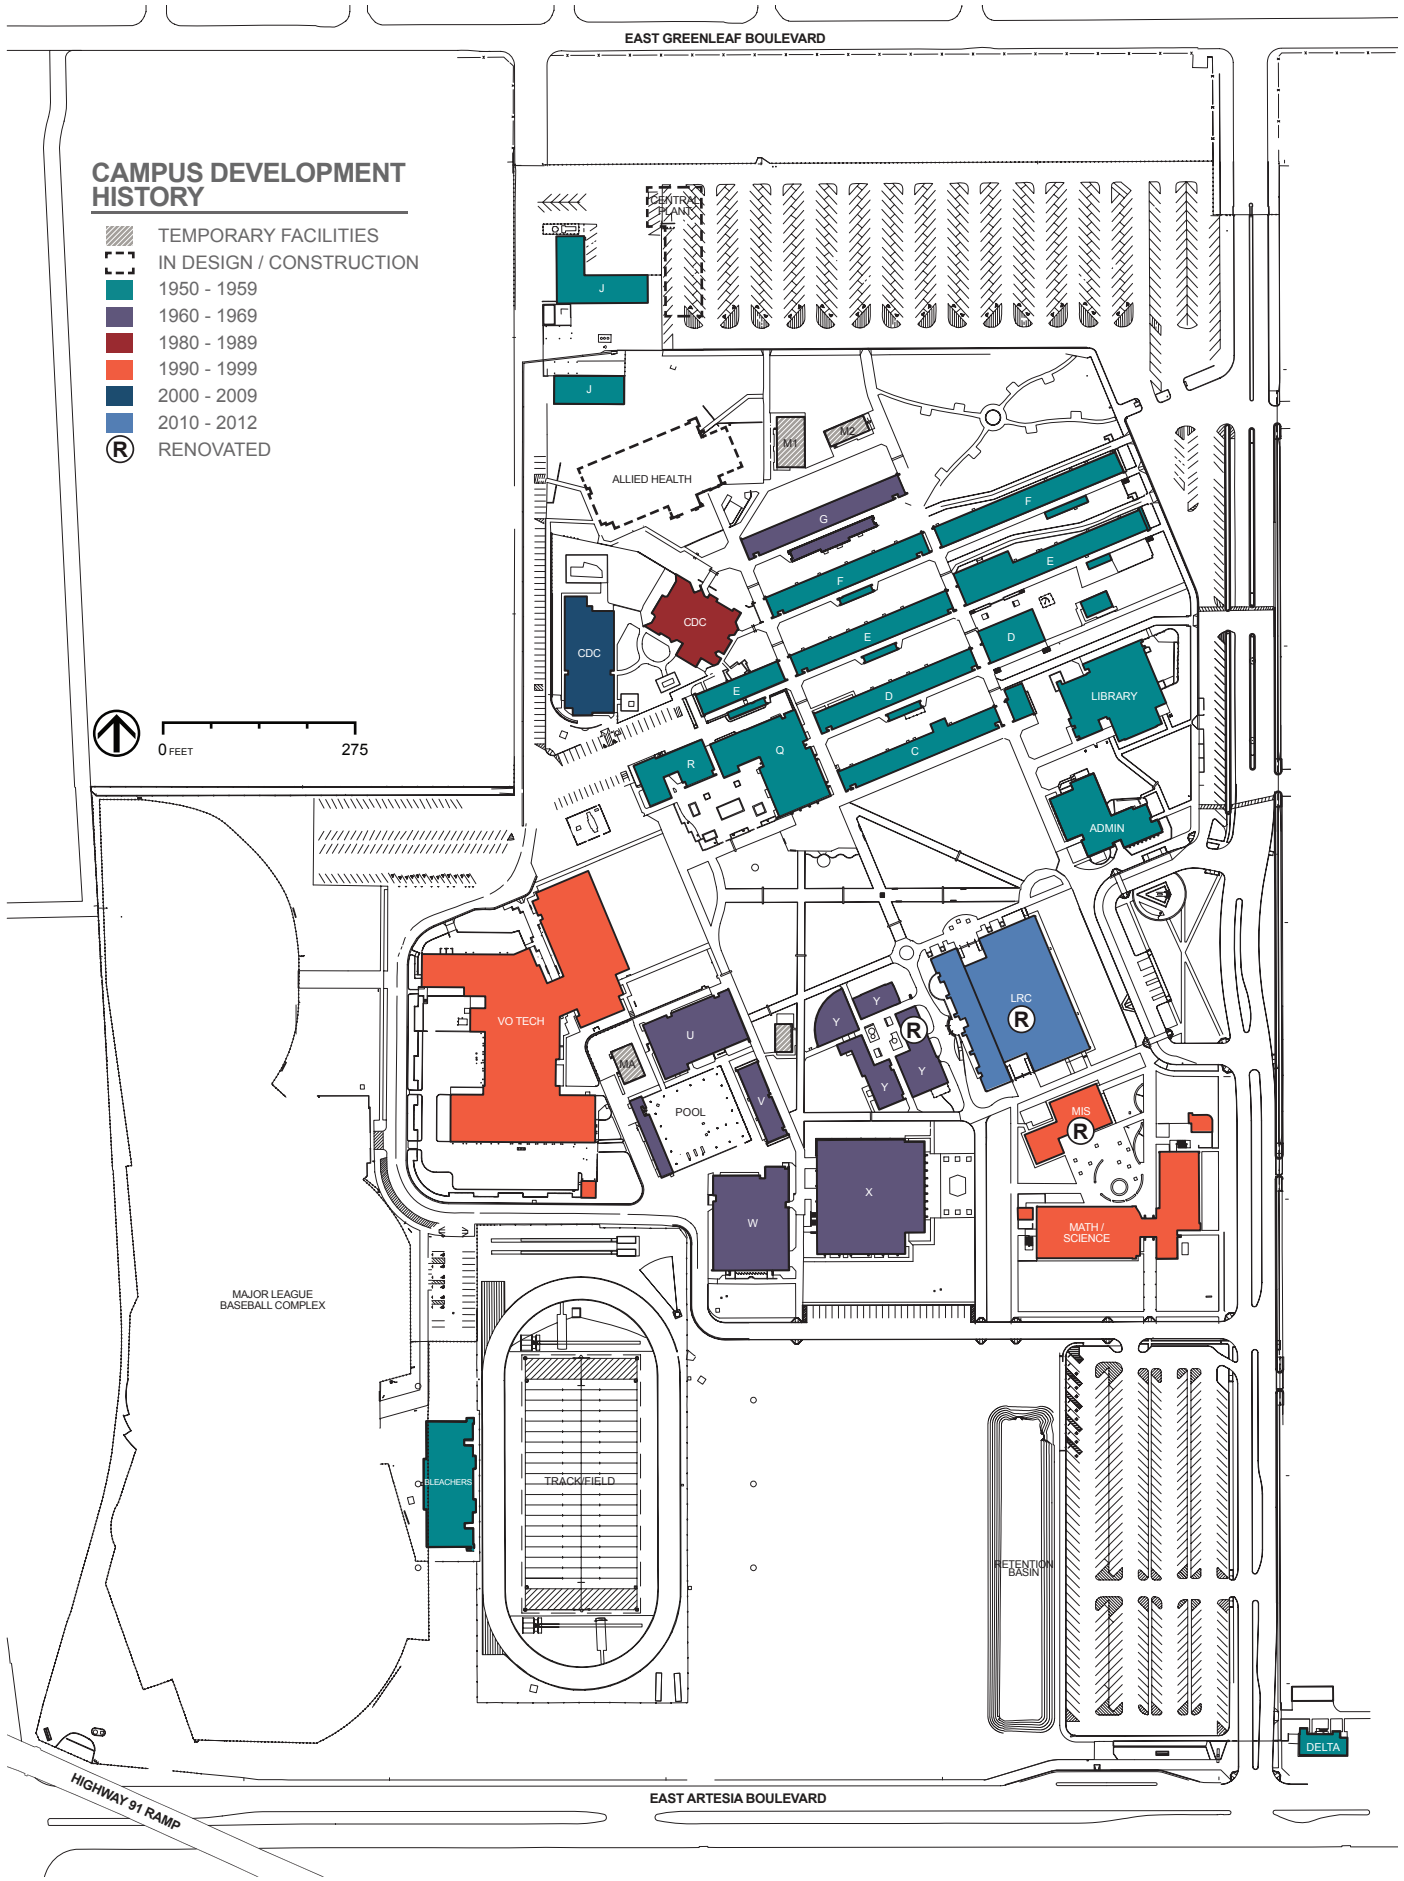 EAST GREENLEAF BOULEVARD
CAMPUS DEVELOPMENT
HISTORY
TEMPORARY FACILITIES
IN DESIGN / CONSTRUCTION
1950 - 1959
1960 - 1969
1980 - 1989
1990 - 1999
2000 - 2009
2010 - 2012
R RENOVATED
CENTRAL
PLANT
J
J
M1
M2
ALLIED HEALTH
G
F
F
E
E
E
D
D
CDC
CDC
LIBRARY
0 FEET
275
R
Q
C
ADMIN
VO TECH
U
MA
POOL
V
Y
Y
Y
Y
R
LRC
R
MIS
R
W
X
MATH /
SCIENCE
MAJOR LEAGUE
BASEBALL COMPLEX
BLEACHERS
TRACK/FIELD
RETENTION
BASIN
DELTA
HIGHWAY 91 RAMP
EAST ARTESIA BOULEVARD